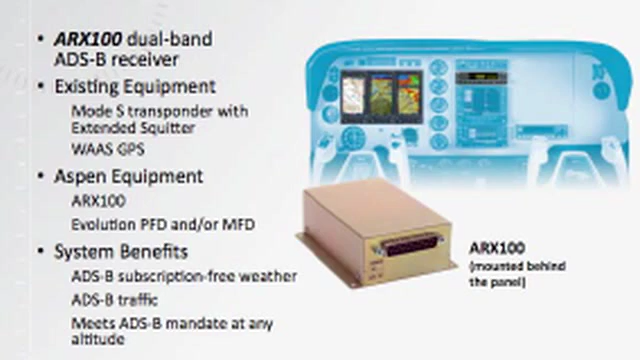 • ARX100 dual-band
ADS-B receiver
• Existing Equipment
Mode S transponder with
Extended Squitter
WAAS GPS
• Aspen Equipment
ARX100
Evolution PFD and/or MFD
• System Benefits
ADS-B subscription-free weather
ADS-B traffic
Meets ADS-B mandate at any
altitude
ARX100
(mounted behind
the panel)